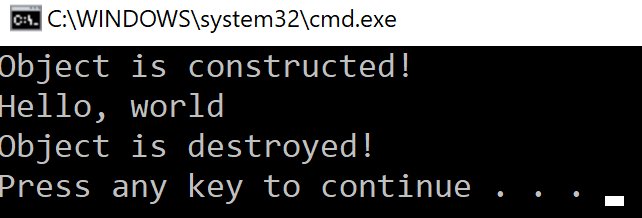 C:\WINDOWS\system32\cmd.exe
Object is constructed!
Hello, world
Object is destroyed!
Press any key to continue . . .